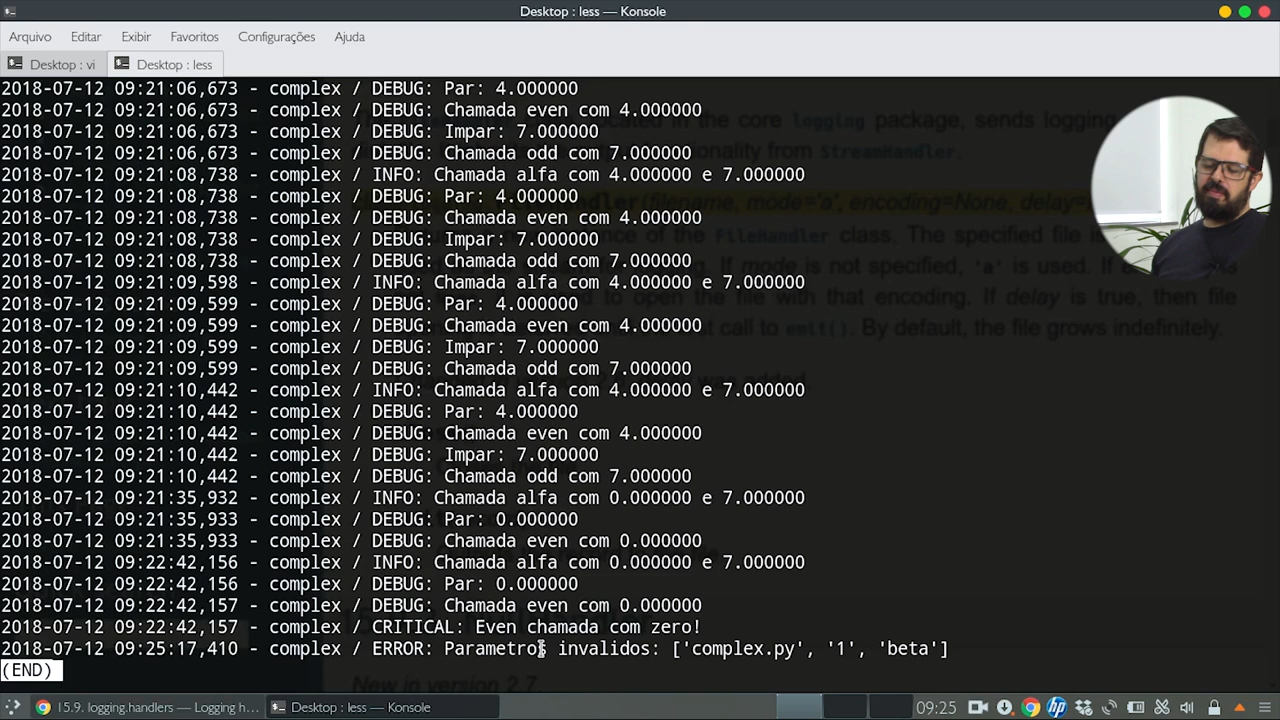 Desktop : less — Konsole
Arquivo Editar Exibir Favoritos Configurações Ajuda
Desktop : vi Desktop : less
2018-07-12 09:21:06,673 - complex / DEBUG: Par: 4.000000
2018-07-12 09:21:06,673 - complex / DEBUG: Chamada even com 4.000000
2018-07-12 09:21:06,673 - complex / DEBUG: Impar: 7.000000
2018-07-12 09:21:06,673 - complex / DEBUG: Chamada odd com 7.000000
2018-07-12 09:21:08,738 - complex / INFO: Chamada alfa com 4.000000 e 7.000000
2018-07-12 09:21:08,738 - complex / DEBUG: Par: 4.000000
2018-07-12 09:21:08,738 - complex / DEBUG: Chamada even com 4.000000
2018-07-12 09:21:08,738 - complex / DEBUG: Impar: 7.000000
2018-07-12 09:21:08,738 - complex / DEBUG: Chamada odd com 7.000000
2018-07-12 09:21:09,598 - complex / INFO: Chamada alfa com 4.000000 e 7.000000
2018-07-12 09:21:09,599 - complex / DEBUG: Par: 4.000000
2018-07-12 09:21:09,599 - complex / DEBUG: Chamada even com 4.000000
2018-07-12 09:21:09,599 - complex / DEBUG: Impar: 7.000000
2018-07-12 09:21:09,599 - complex / DEBUG: Chamada odd com 7.000000
2018-07-12 09:21:10,442 - complex / INFO: Chamada alfa com 4.000000 e 7.000000
2018-07-12 09:21:10,442 - complex / DEBUG: Par: 4.000000
2018-07-12 09:21:10,442 - complex / DEBUG: Chamada even com 4.000000
2018-07-12 09:21:10,442 - complex / DEBUG: Impar: 7.000000
2018-07-12 09:21:10,442 - complex / DEBUG: Chamada odd com 7.000000
2018-07-12 09:21:35,932 - complex / INFO: Chamada alfa com 0.000000 e 7.000000
2018-07-12 09:21:35,933 - complex / DEBUG: Par: 0.000000
2018-07-12 09:21:35,933 - complex / DEBUG: Chamada even com 0.000000
2018-07-12 09:22:42,156 - complex / INFO: Chamada alfa com 0.000000 e 7.000000
2018-07-12 09:22:42,156 - complex / DEBUG: Par: 0.000000
2018-07-12 09:22:42,157 - complex / DEBUG: Chamada even com 0.000000
2018-07-12 09:22:42,157 - complex / CRITICAL: Even chamada com zero!
2018-07-12 09:25:17,410 - complex / ERROR: Parametros invalidos: ['complex.py', '1', 'beta']
(END)
New in version 2.7.
15.9. logging.handlers — Logging h... Desktop : less — Konsole 09:25